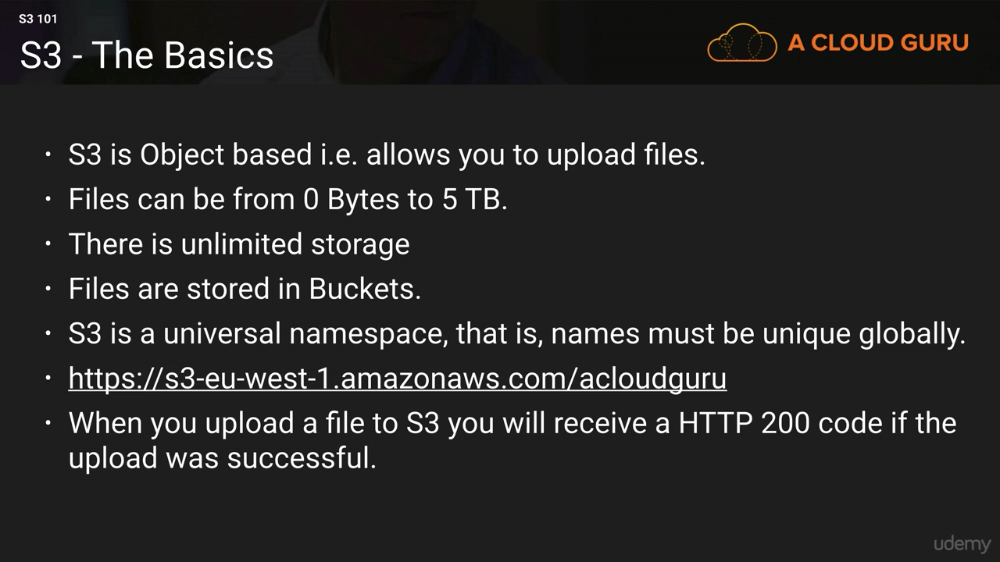 S3 101
S3 - The Basics
A CLOUD GURU
• S3 is Object based i.e. allows you to upload files.
• Files can be from 0 Bytes to 5 TB.
• There is unlimited storage
• Files are stored in Buckets.
• S3 is a universal namespace, that is, names must be unique globally.
• https://s3-eu-west-1.amazonaws.com/acloudguru
• When you upload a file to S3 you will receive a HTTP 200 code if the
upload was successful.
udemy